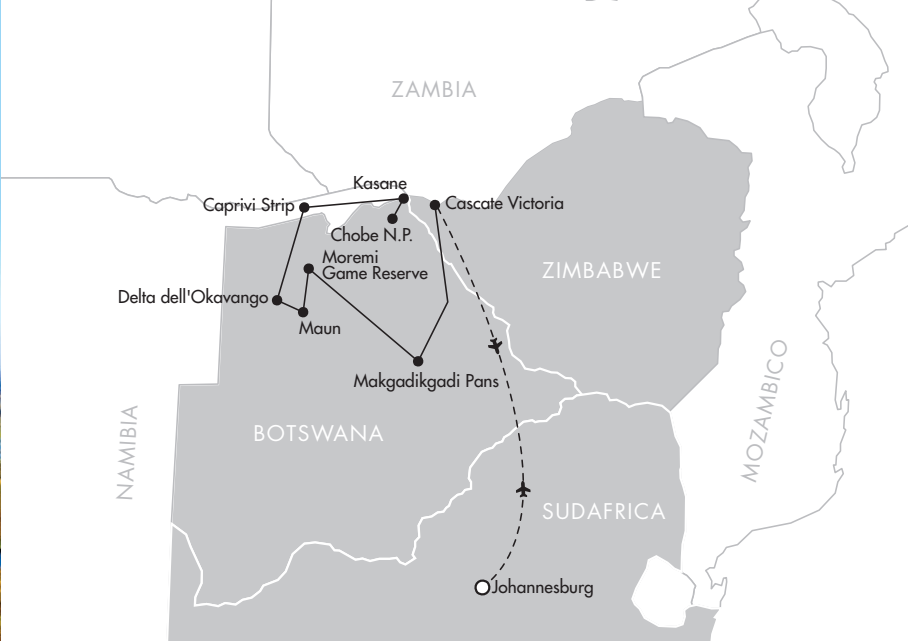 ZAMBIA
Kasane
Caprivi Strip
Cascate Victoria
Chobe N.P.
Moremi
Game Reserve
ZIMBABWE
Delta dell'Okavango
Maun
Makgadikgadi Pans
MOZAMBICO
NAMIBIA
BOTSWANA
SUDAFRICA
Johannesburg